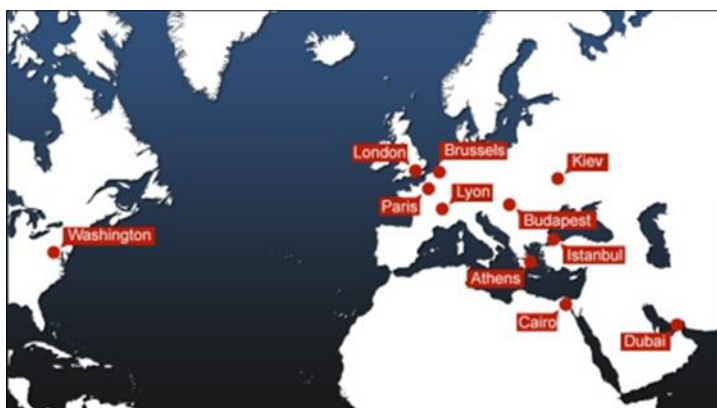 London
Brussels
Kiev
Paris
Lyon
Budapest
Washington
Istanbul
Athens
Cairo
Dubai